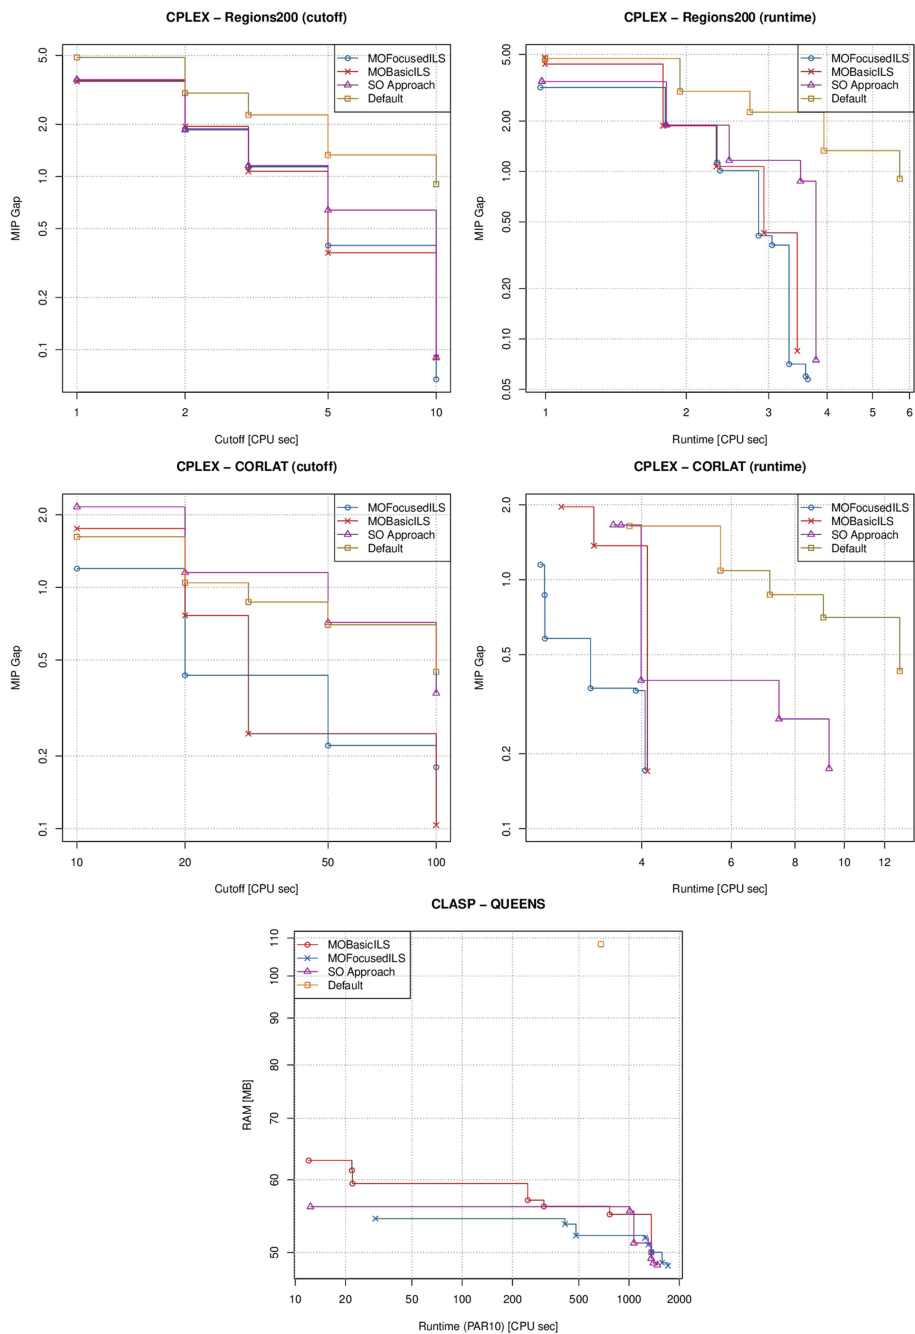 CPLEX − Regions200 (cutoff)
MIP Gap
5.0
2.0
1.0
0.5
0.2
0.1
MOFocusedILS
MOBasicILS
SO Approach
Default
1
2
5
10
Cutoff [CPU sec]
CPLEX − Regions200 (runtime)
MIP Gap
5.00
2.00
1.00
0.50
0.20
0.10
0.05
MOFocusedILS
MOBasicILS
SO Approach
Default
1
2
3
4
5
6
Runtime [CPU sec]
CPLEX − CORLAT (cutoff)
MIP Gap
2.0
1.0
0.5
0.2
0.1
MOFocusedILS
MOBasicILS
SO Approach
Default
10
20
50
100
Cutoff [CPU sec]
CPLEX − CORLAT (runtime)
MIP Gap
2.0
1.0
0.5
0.2
0.1
MOFocusedILS
MOBasicILS
SO Approach
Default
4
6
8
10
12
Runtime [CPU sec]
CLASP − QUEENS
RAM [MB]
110
100
90
80
70
60
50
MOBasicILS
MOFocusedILS
SO Approach
Default
10
20
50
100
200
500
1000
2000
Runtime (PAR10) [CPU sec]